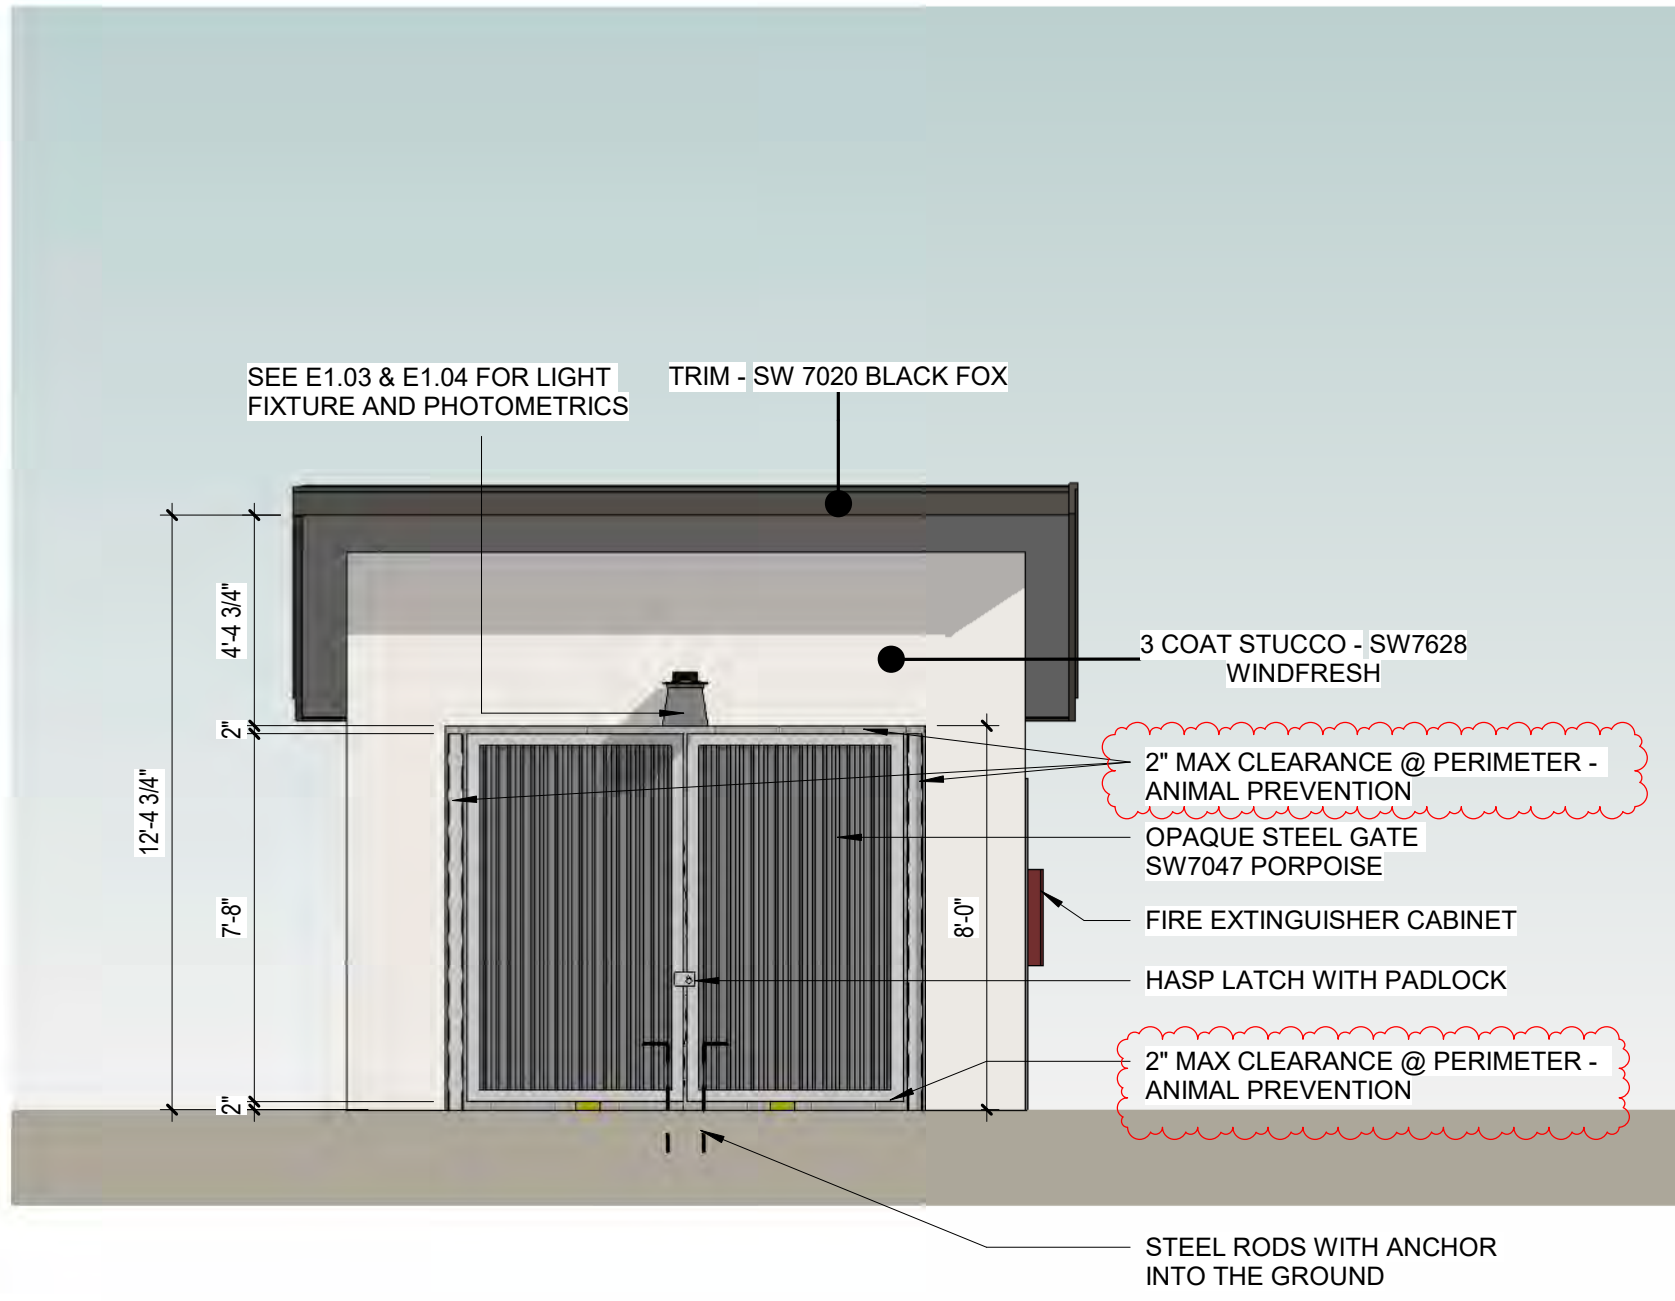 SEE E1.03 & E1.04 FOR LIGHT
FIXTURE AND PHOTOMETRICS
TRIM - SW 7020 BLACK FOX
4'-4 3/4"
2"
12'-4 3/4"
7'-8"
2"
8'-0"
3 COAT STUCCO - SW7628
WINDFRESH
2" MAX CLEARANCE @ PERIMETER -
ANIMAL PREVENTION
OPAQUE STEEL GATE
SW7047 PORPOISE
FIRE EXTINGUISHER CABINET
HASP LATCH WITH PADLOCK
2" MAX CLEARANCE @ PERIMETER -
ANIMAL PREVENTION
STEEL RODS WITH ANCHOR
INTO THE GROUND